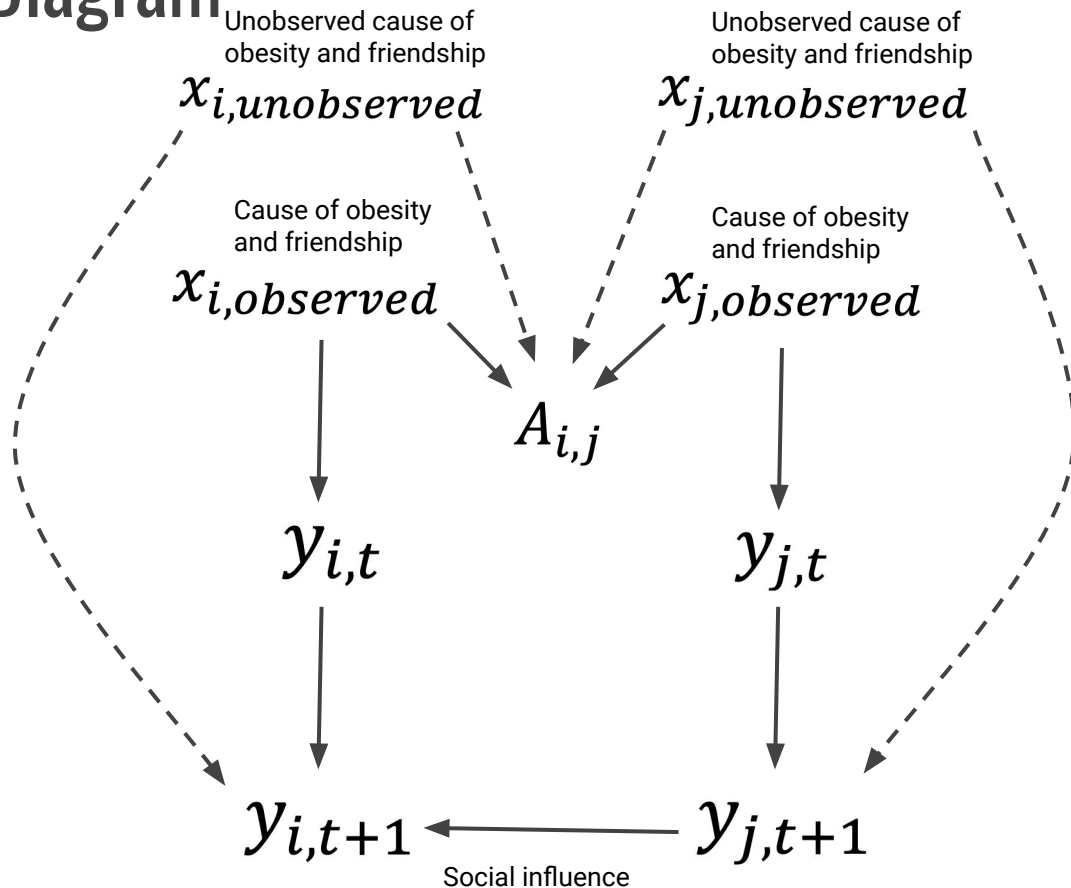 Diagram
Unobserved cause of
obesity and friendship
x_{i,unobserved}
Unobserved cause of
obesity and friendship
x_{j,unobserved}
Cause of obesity
and friendship
x_{i,observed}
Cause of obesity
and friendship
x_{j,observed}
A_{i,j}
y_{i,t}
y_{j,t}
y_{i,t+1}
y_{j,t+1}
Social influence